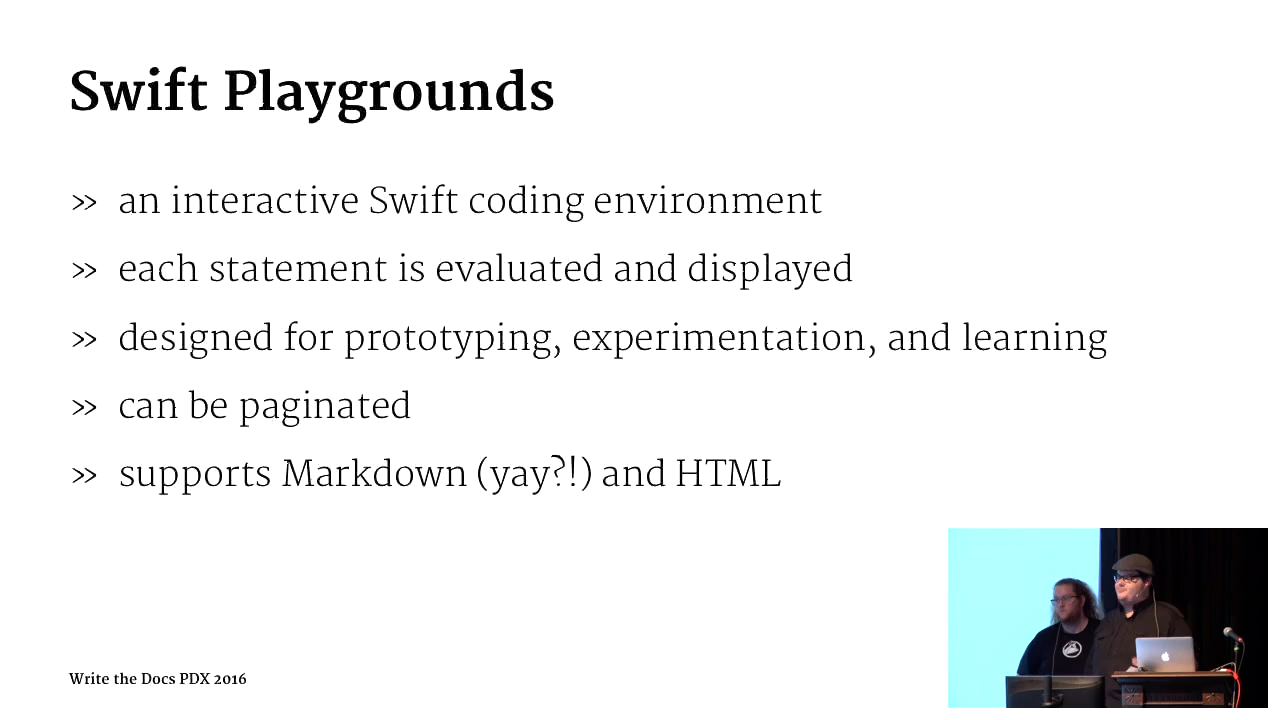 Swift Playgrounds
» an interactive Swift coding environment
» each statement is evaluated and displayed
» designed for prototyping, experimentation, and learning
» can be paginated
» supports Markdown (yay?!) and HTML
Write the Docs PDX 2016